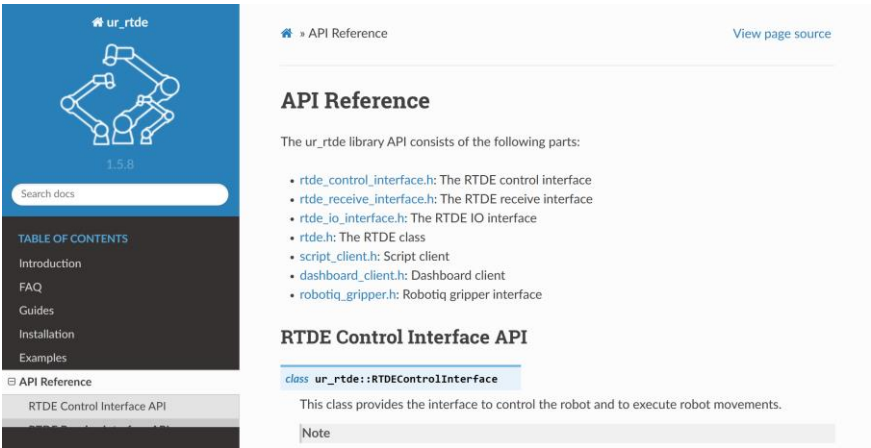 ur_rtde
1.5.8
Search docs
TABLE OF CONTENTS
Introduction
FAQ
Guides
Installation
Examples
API Reference
RTDE Control Interface API
» API Reference
View page source
API Reference
The ur_rtde library API consists of the following parts:
• rtde_control_interface.h: The RTDE control interface
• rtde_receive_interface.h: The RTDE receive interface
• rtde_io_interface.h: The RTDE IO interface
• rtde.h: The RTDE class
• script_client.h: Script client
• dashboard_client.h: Dashboard client
• robotiq_gripper.h: Robotiq gripper interface
RTDE Control Interface API
class ur_rtde::RTDEControlInterface
This class provides the interface to control the robot and to execute robot movements.
Note